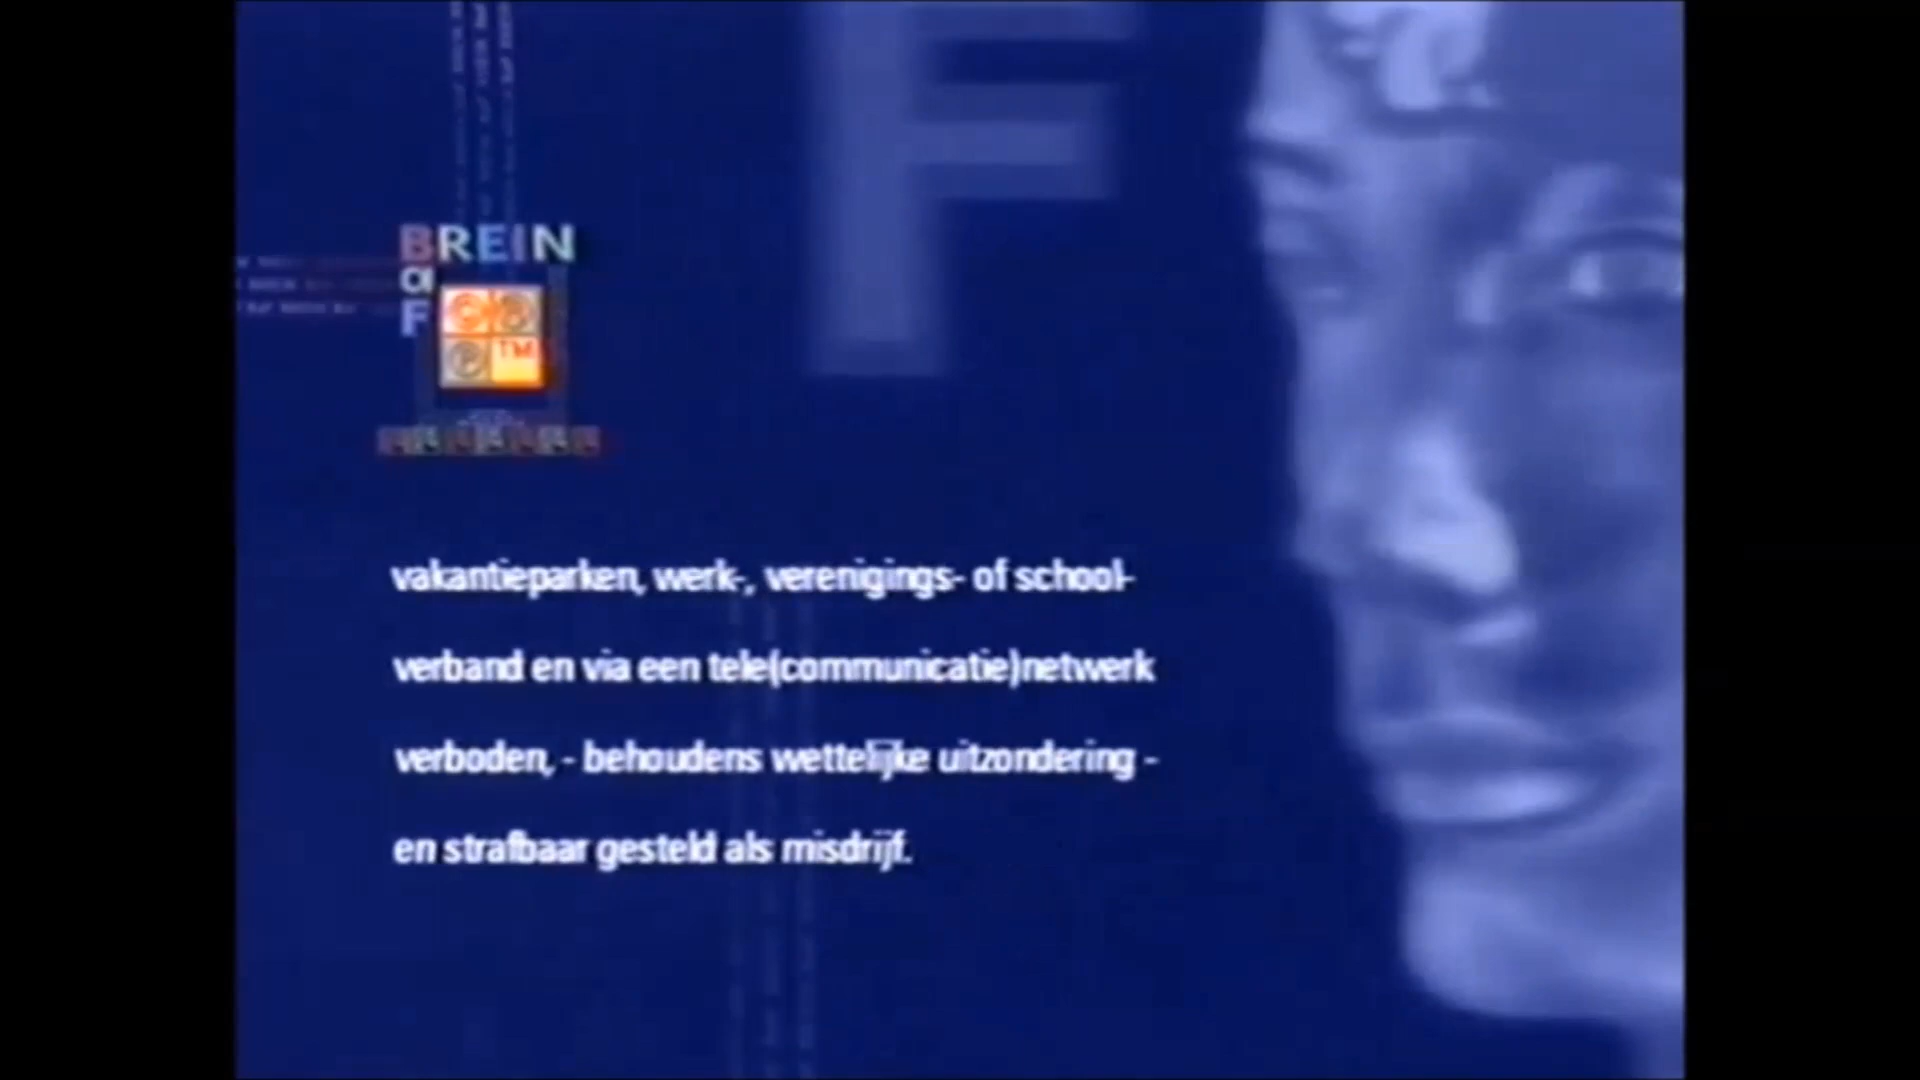 F
BREIN
a
F
©®
℗™
vakantieparken, werk-, verenigings- of school-
verband en via een tele(communicatie)netwerk
verboden, - behoudens wettelijke uitzondering -
en strafbaar gesteld als misdrijf.